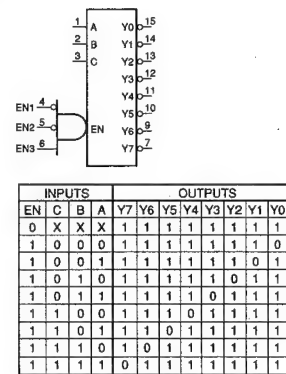 1 A Y0 15
2 B Y1 14
3 C Y2 13
Y3 12
Y4 11
EN1 4 Y5 10
EN2 5 EN Y6 9
EN3 6 Y7 7
INPUTS OUTPUTS
EN C B A Y7 Y6 Y5 Y4 Y3 Y2 Y1 Y0
0 X X X 1 1 1 1 1 1 1 1
1 0 0 0 1 1 1 1 1 1 1 0
1 0 0 1 1 1 1 1 1 1 0 1
1 0 1 0 1 1 1 1 1 0 1 1
1 0 1 1 1 1 1 1 0 1 1 1
1 1 0 0 1 1 1 0 1 1 1 1
1 1 0 1 1 1 0 1 1 1 1 1
1 1 1 0 1 0 1 1 1 1 1 1
1 1 1 1 0 1 1 1 1 1 1 1